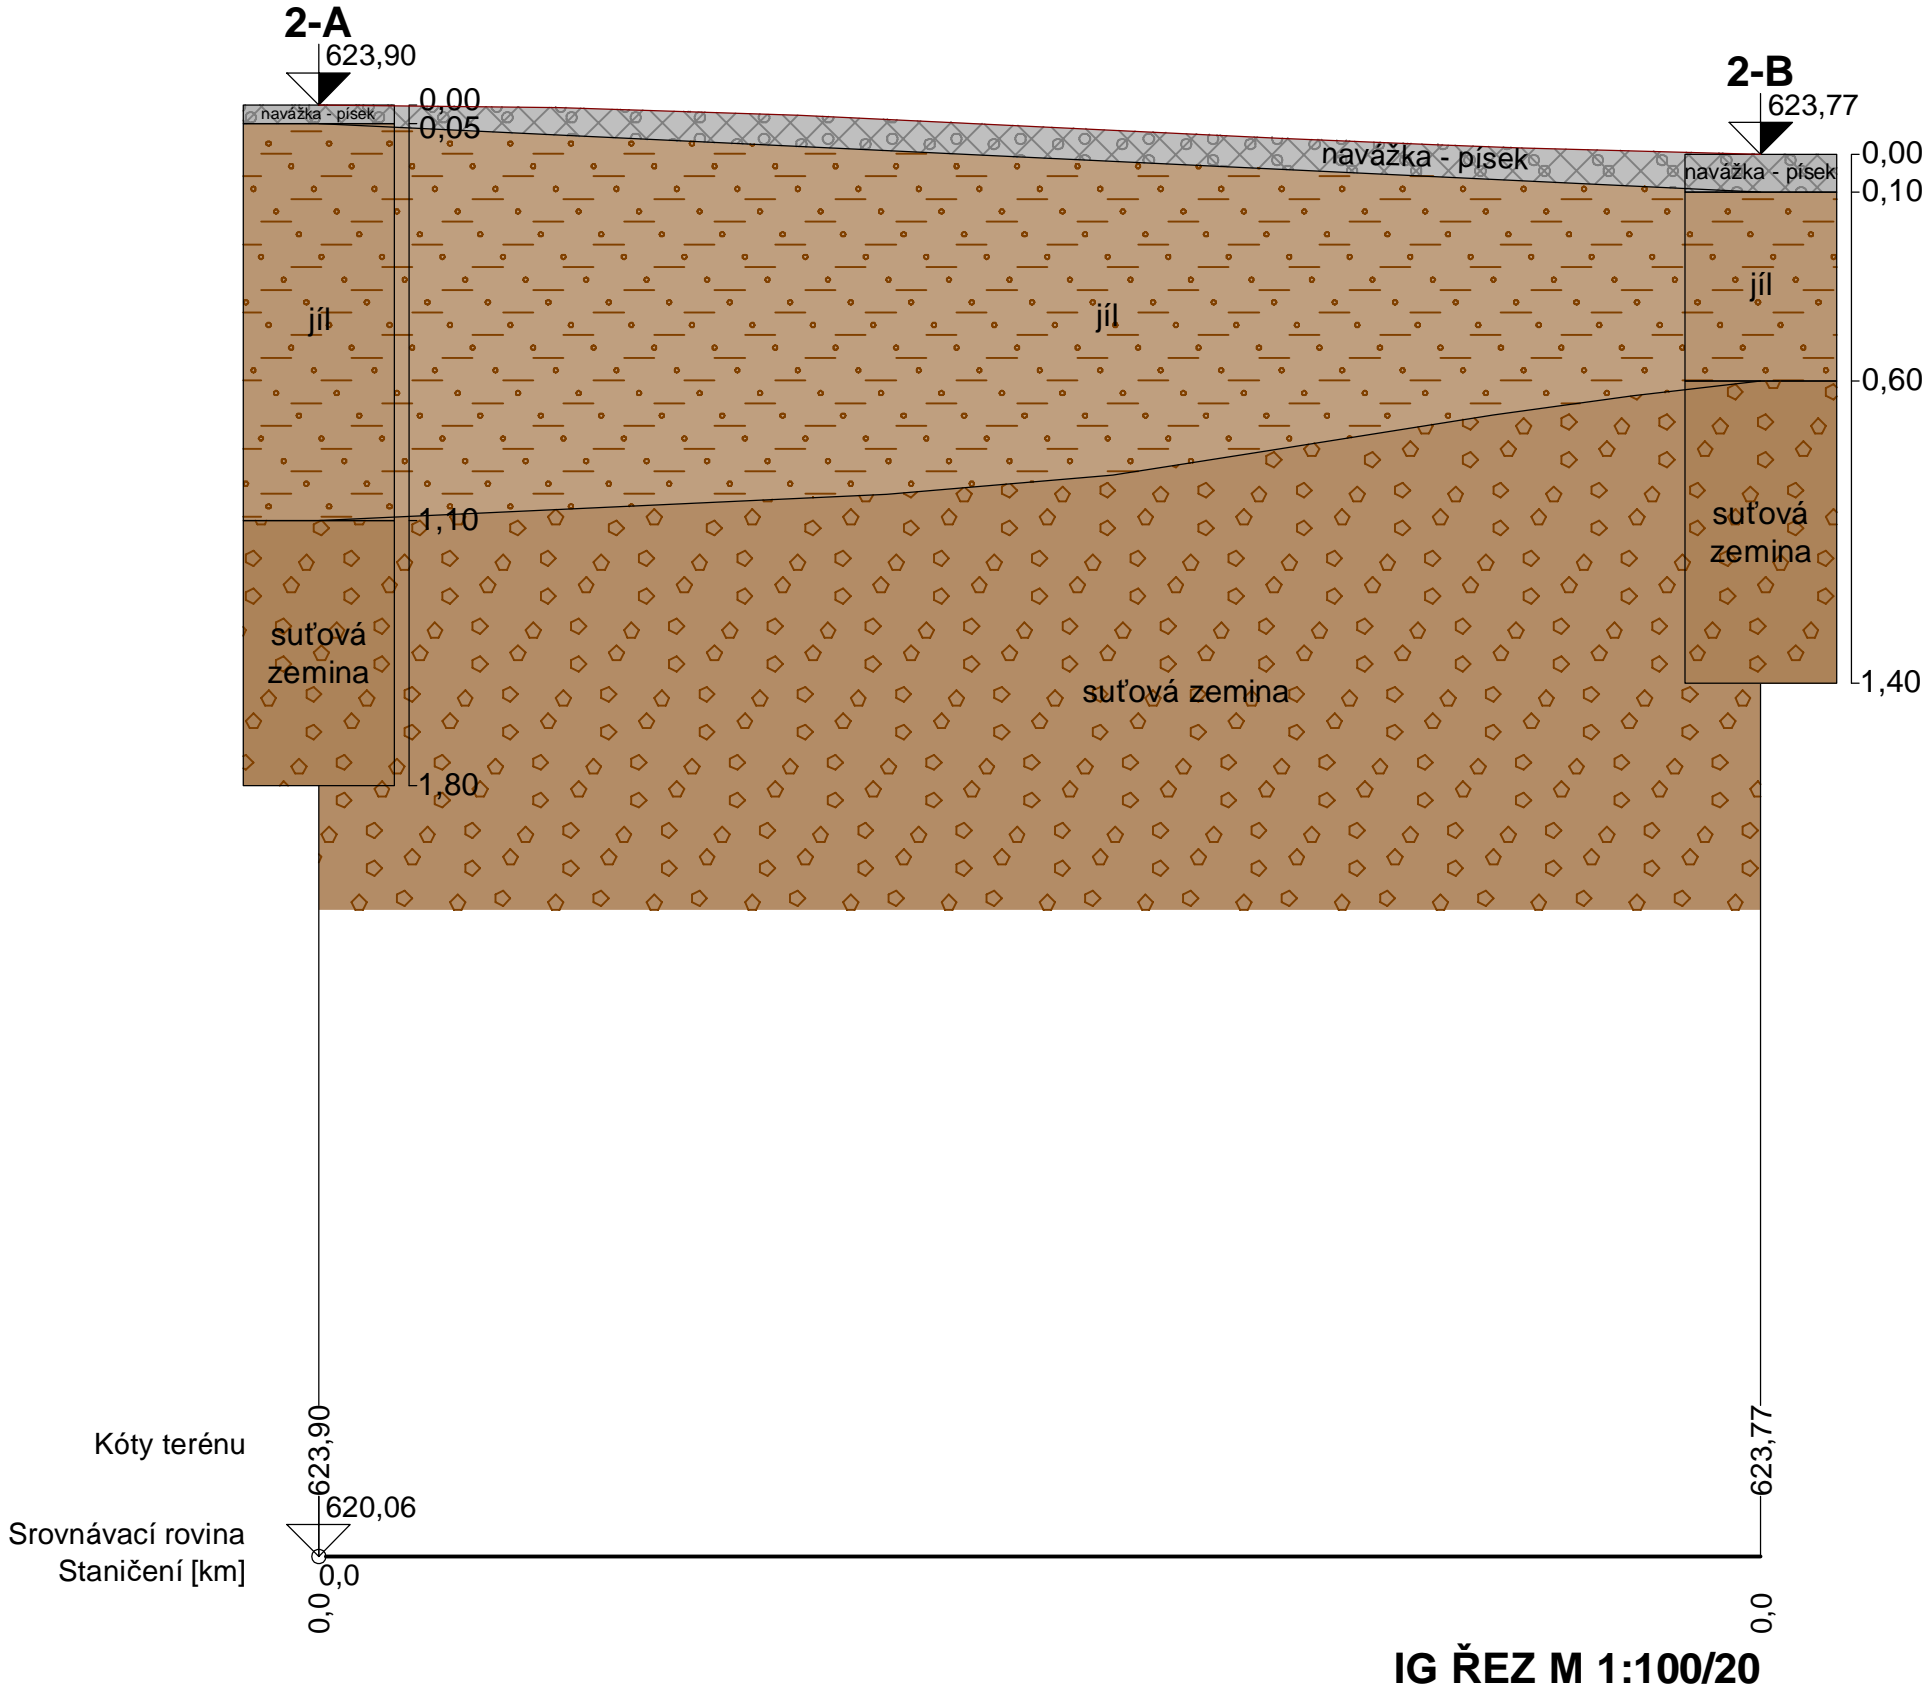 2-A
623,90
2-B
623,77
0,00
navážka - písek
0,05
navážka - písek
0,00
navážka - písek
0,10
jíl
jíl
jíl
0,60
1,10
suťová
zemina
suťová
zemina
suťová zemina
1,40
1,80
Kóty terénu
623,90
623,77
620,06
Srovnávací rovina
Staničení [km]
0,0
0,0
0,0
IG ŘEZ M 1:100/20